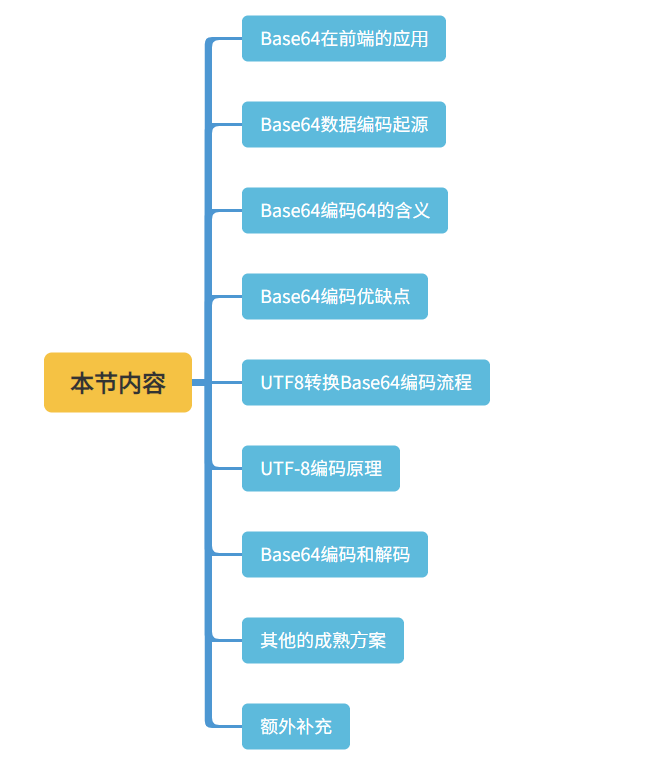 Base64在前端的应用
Base64数据编码起源
Base64编码64的含义
Base64编码优缺点
本节内容
UTF8转换Base64编码流程
UTF-8编码原理
Base64编码和解码
其他的成熟方案
额外补充